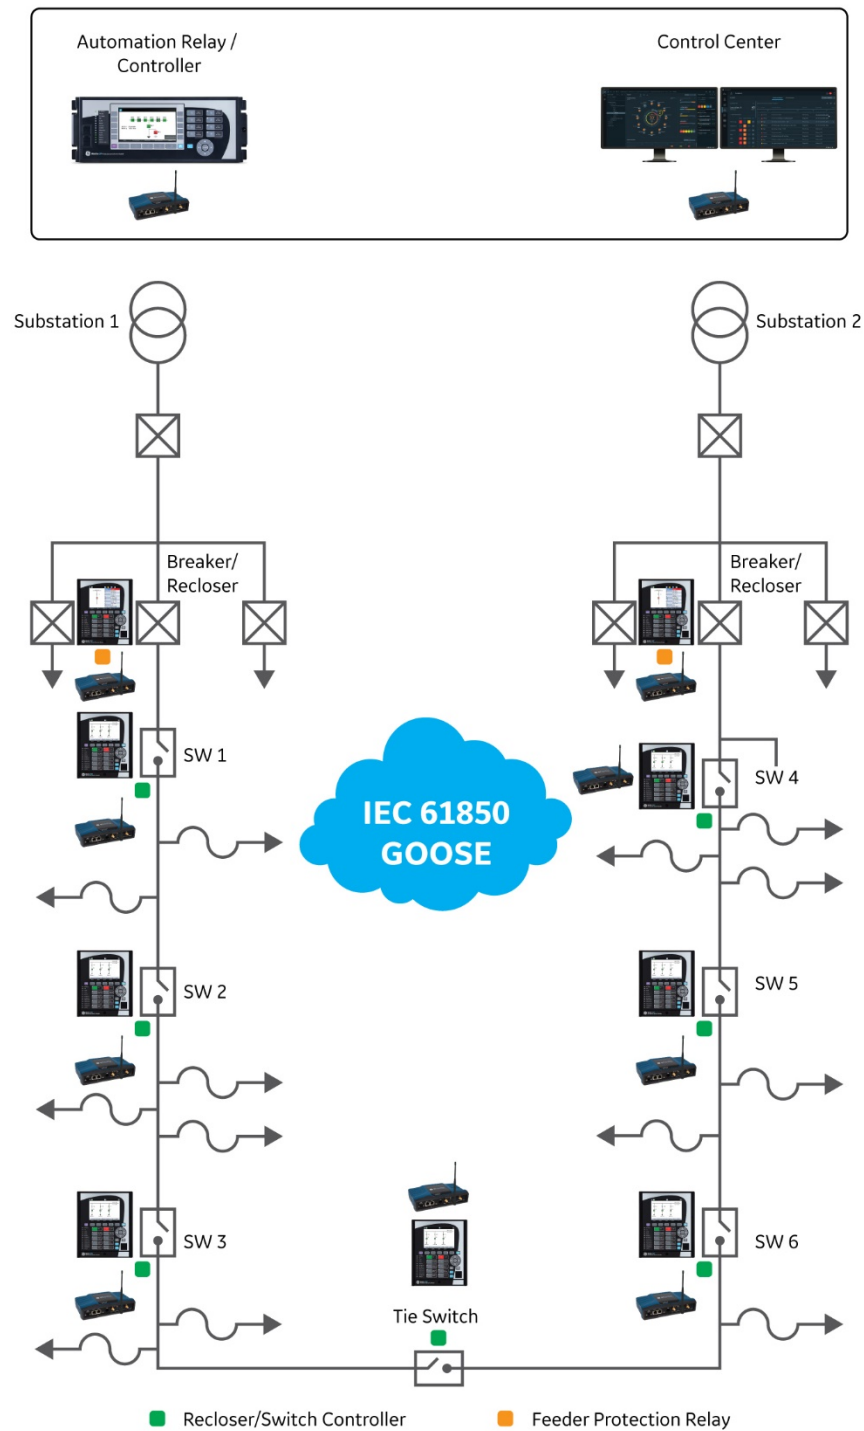 Automation Relay /
Controller
Control Center
Substation 1
Substation 2
Breaker/
Recloser
Breaker/
Recloser
SW 1
SW 4
IEC 61850
GOOSE
SW 2
SW 5
SW 3
SW 6
Tie Switch
Recloser/Switch Controller
Feeder Protection Relay